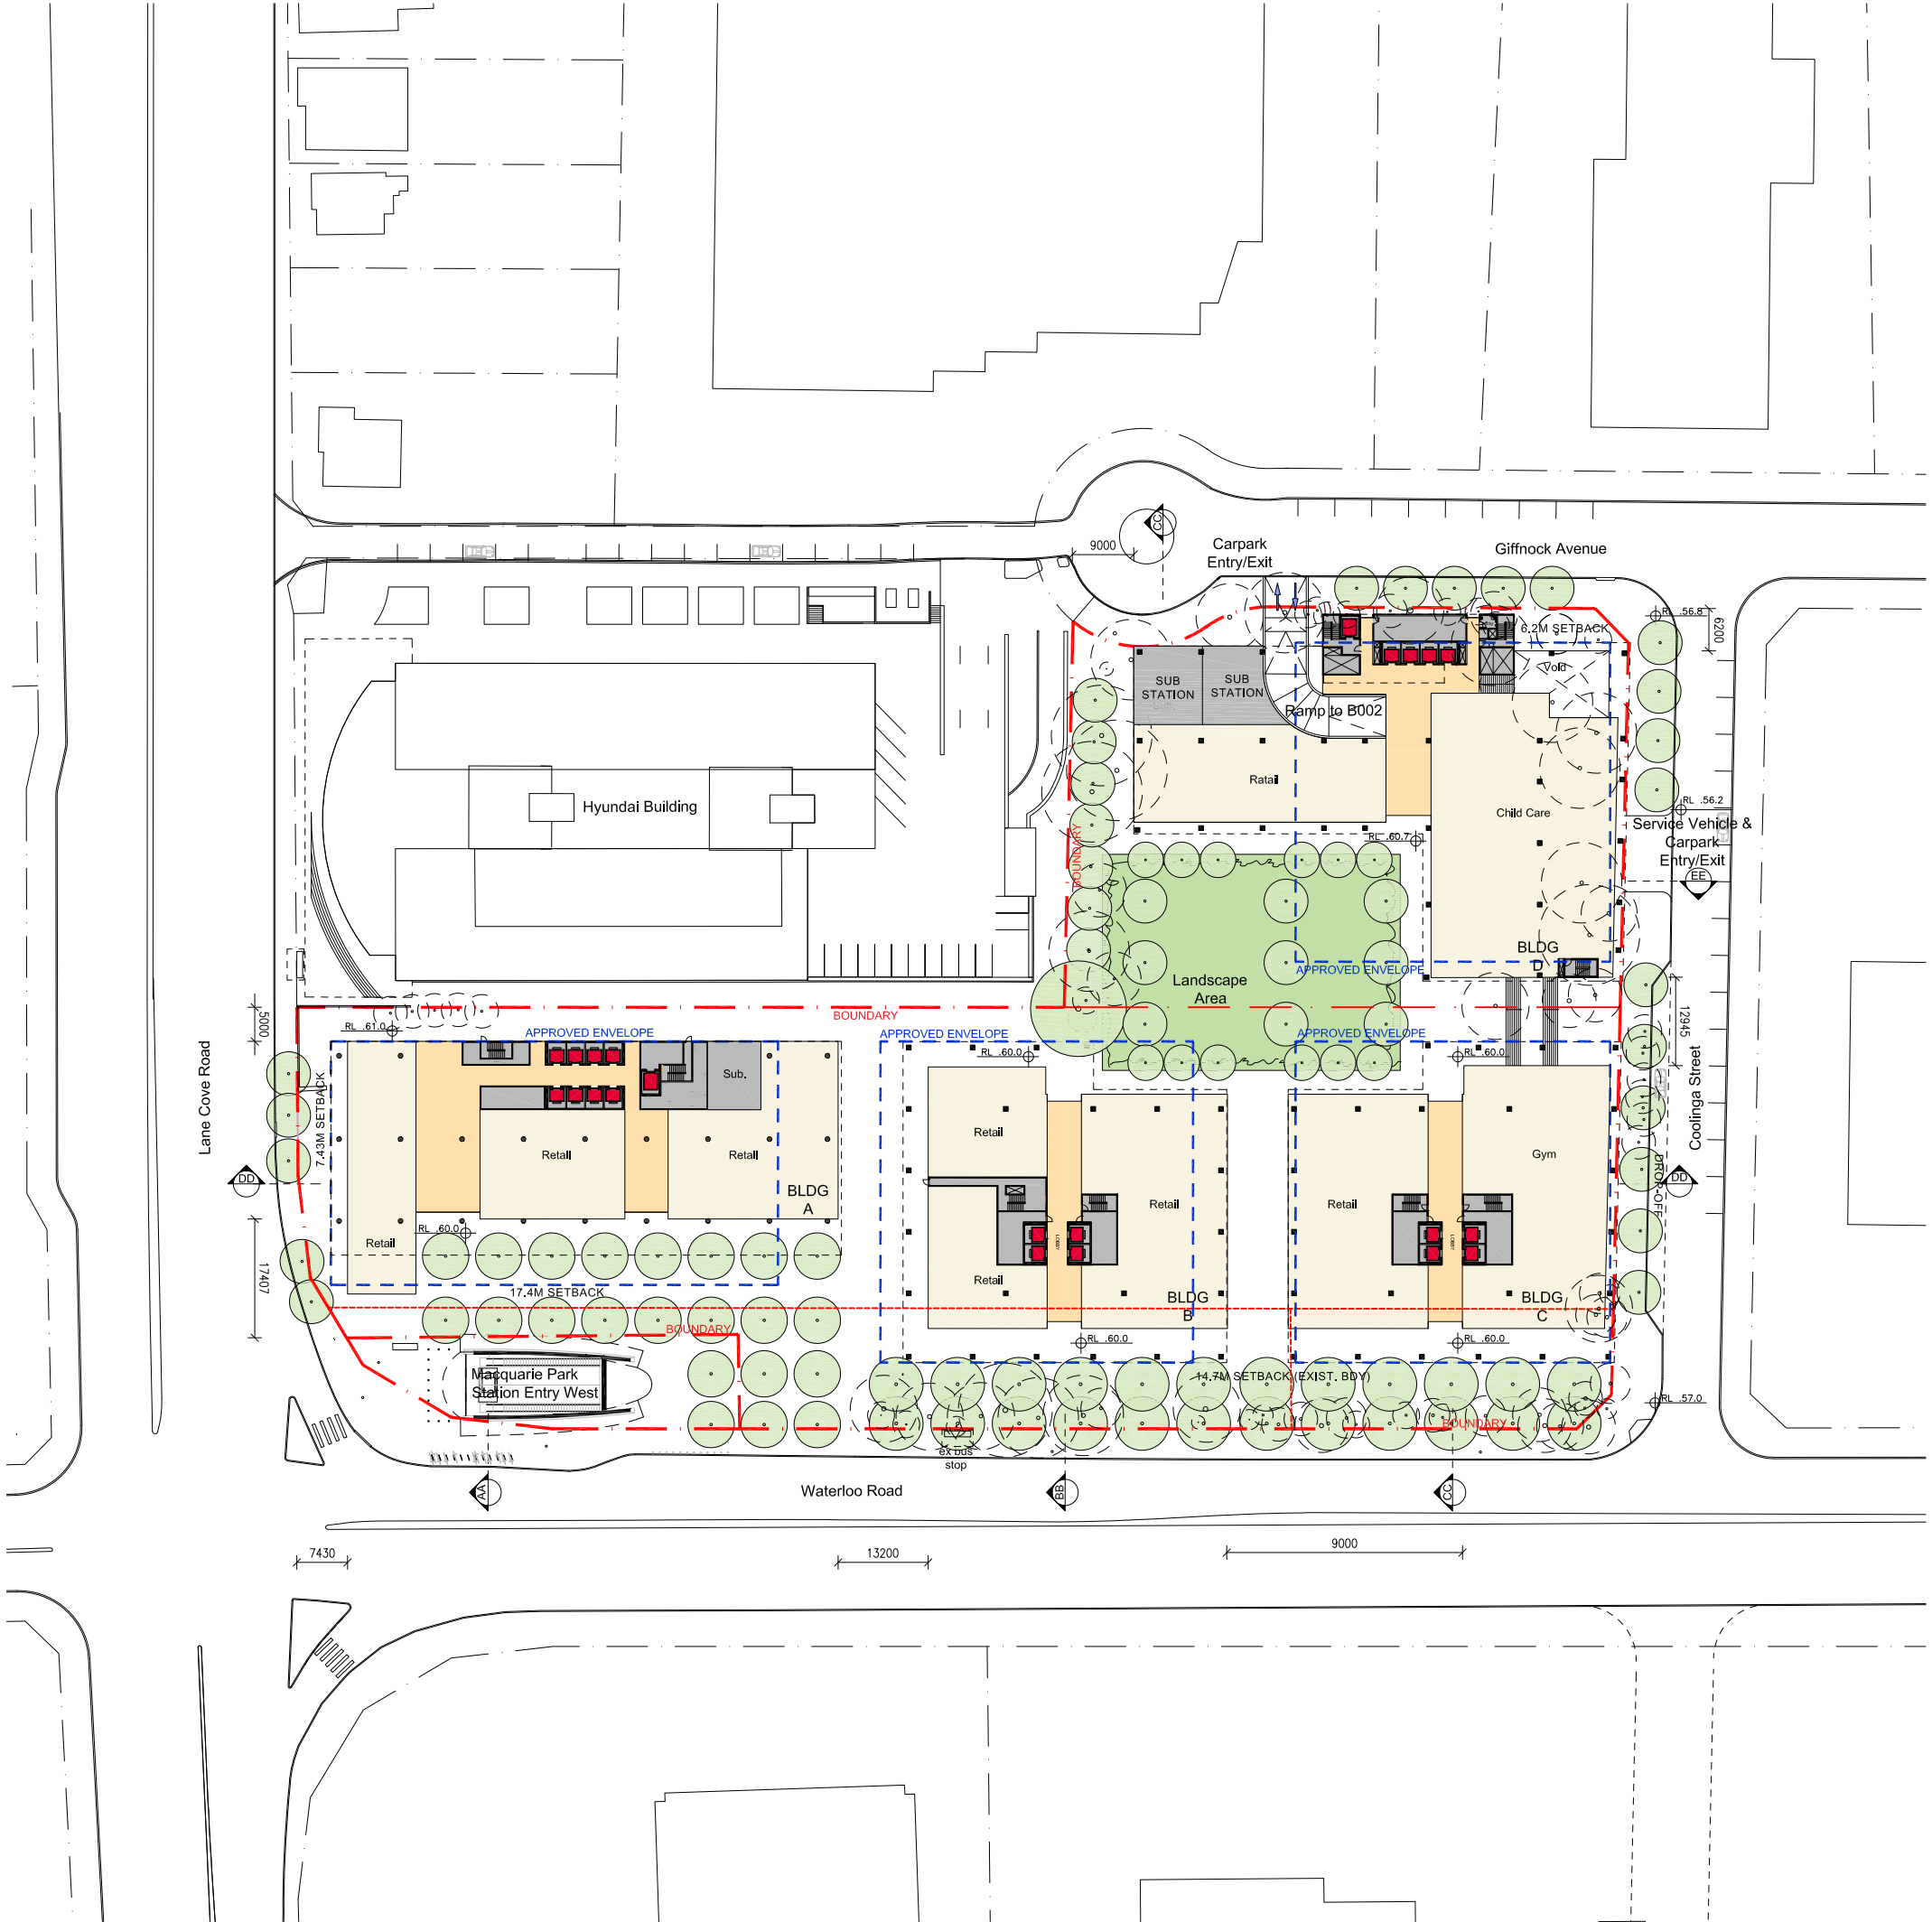 CC
9000
Carpark
Entry/Exit
Giffnock Avenue
RL .56.8
6200
6.2M SETBACK
Void
SUB
STATION
SUB
STATION
Ramp to B002
Ratail
Hyundai Building
Child Care
RL .56.2
Service Vehicle &
Carpark
Entry/Exit
EE
RL .60.7
BOUNDARY
BLDG
D
APPROVED ENVELOPE
Landscape
Area
5000
RL .61.0
BOUNDARY
12945
APPROVED ENVELOPE
APPROVED ENVELOPE
APPROVED ENVELOPE
RL .60.0
RL .60.0
Sub.
Lane Cove Road
7.43M SETBACK
Coolinga Street
Retail
Retail
Retail
Gym
DD
DROP-OFF
DD
BLDG
A
Retail
Retail
RL .60.0
Retail
LOBBY
LOBBY
17407
Retail
17.4M SETBACK
BLDG
B
BLDG
C
BOUNDARY
RL .60.0
RL .60.0
Macquarie Park
Station Entry West
14.7M SETBACK (EXIST. BDY)
RL .57.0
BOUNDARY
ex bus
stop
AA
Waterloo Road
BB
CC
7430
13200
9000